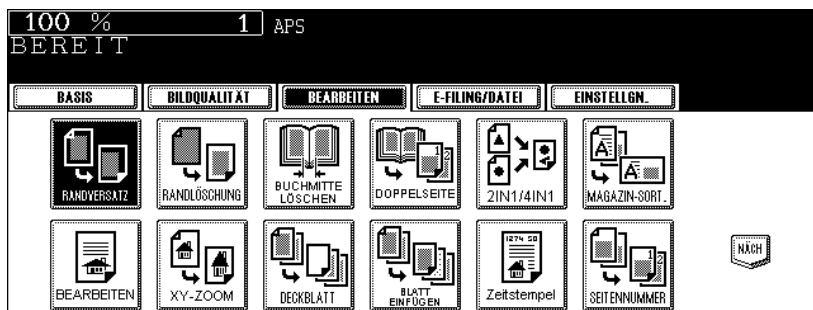 100 % 1 APS
BEREIT
BASIS BILDQUALITÄT BEARBEITEN E-FILING/DATEI EINSTELLGN.
RANDVERSATZ RANDLÖSCHUNG BUCHMITTE LÖSCHEN DOPPELSEITE 2IN1/4IN1 MAGAZIN-SORT.
NÄCH
BEARBEITEN XY-ZOOM DECKBLATT BLATT EINFÜGEN Zeitstempel SEITENNUMMER